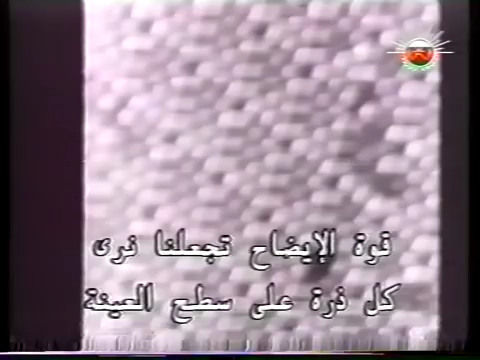 قوة الإيضاح تجعلنا نرى
كل ذرة على سطح العينة